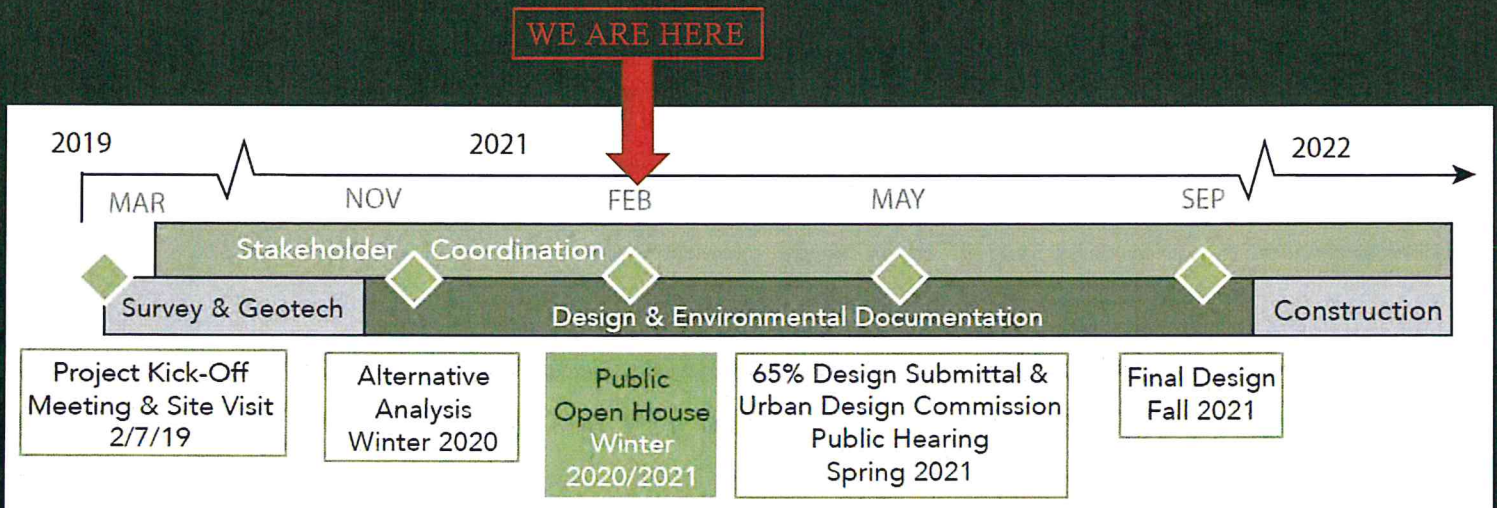 WE ARE HERE
2019
2021
2022
MAR
NOV
FEB
MAY
SEP
Stakeholder Coordination
Survey & Geotech
Design & Environmental Documentation
Construction
Project Kick-Off
Meeting & Site Visit
2/7/19
Alternative
Analysis
Winter 2020
Public
Open House
Winter
2020/2021
65% Design Submittal &
Urban Design Commission
Public Hearing
Spring 2021
Final Design
Fall 2021